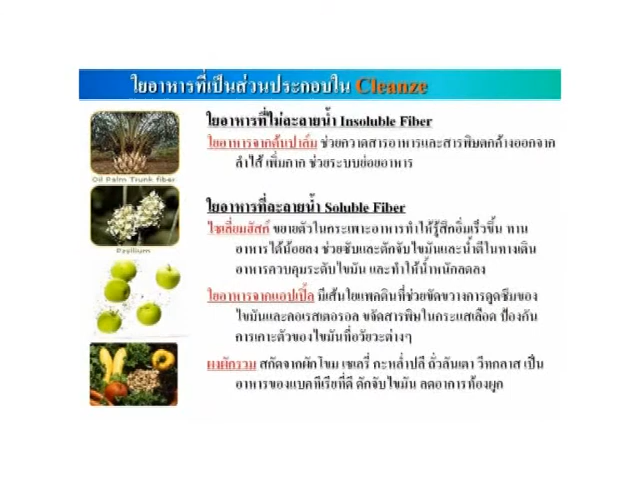 ใยอาหารที่เป็นส่วนประกอบใน Cleanze
ใยอาหารที่ไม่ละลายน้ำ Insoluble Fiber
ใยอาหารจากต้นปาล์ม ช่วยกวาดสารอาหารและสารพิษตกค้างออกจาก
ลำไส้ เพิ่มกาก ช่วยระบบย่อยอาหาร
Oil Palm Trunk fiber
ใยอาหารที่ละลายน้ำ Soluble Fiber
ไซเลี่ยมฮัสก์ ขยายตัวในกระเพาะอาหารทำให้รู้สึกอิ่มเร็วขึ้น ทาน
อาหารได้น้อยลง ช่วยซับและดักจับไขมันและน้ำดีในทางเดิน
อาหารควบคุมระดับไขมัน และทำให้น้ำหนักลดลง
Psyllium
ใยอาหารจากแอปเปิ้ล มีเส้นใยแพคตินที่ช่วยขัดขวางการดูดซึมของ
ไขมันและคอเรสเตอรอล ขจัดสารพิษในกระแสเลือด ป้องกัน
การเกาะตัวของไขมันที่อวัยวะต่างๆ
ผงผักรวม สกัดจากผักโขม เซเลรี่ กะหล่ำปลี ถั่วลันเตา วีทกลาส เป็น
อาหารของแบคทีเรียที่ดี ดักจับไขมัน ลดอาการท้องผูก